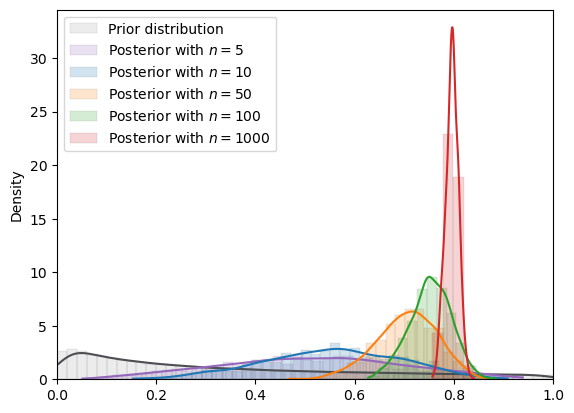 30
25
20
15
10
5
0
Density
0.0 0.2 0.4 0.6 0.8 1.0
Prior distribution
Posterior with n = 5
Posterior with n = 10
Posterior with n = 50
Posterior with n = 100
Posterior with n = 1000